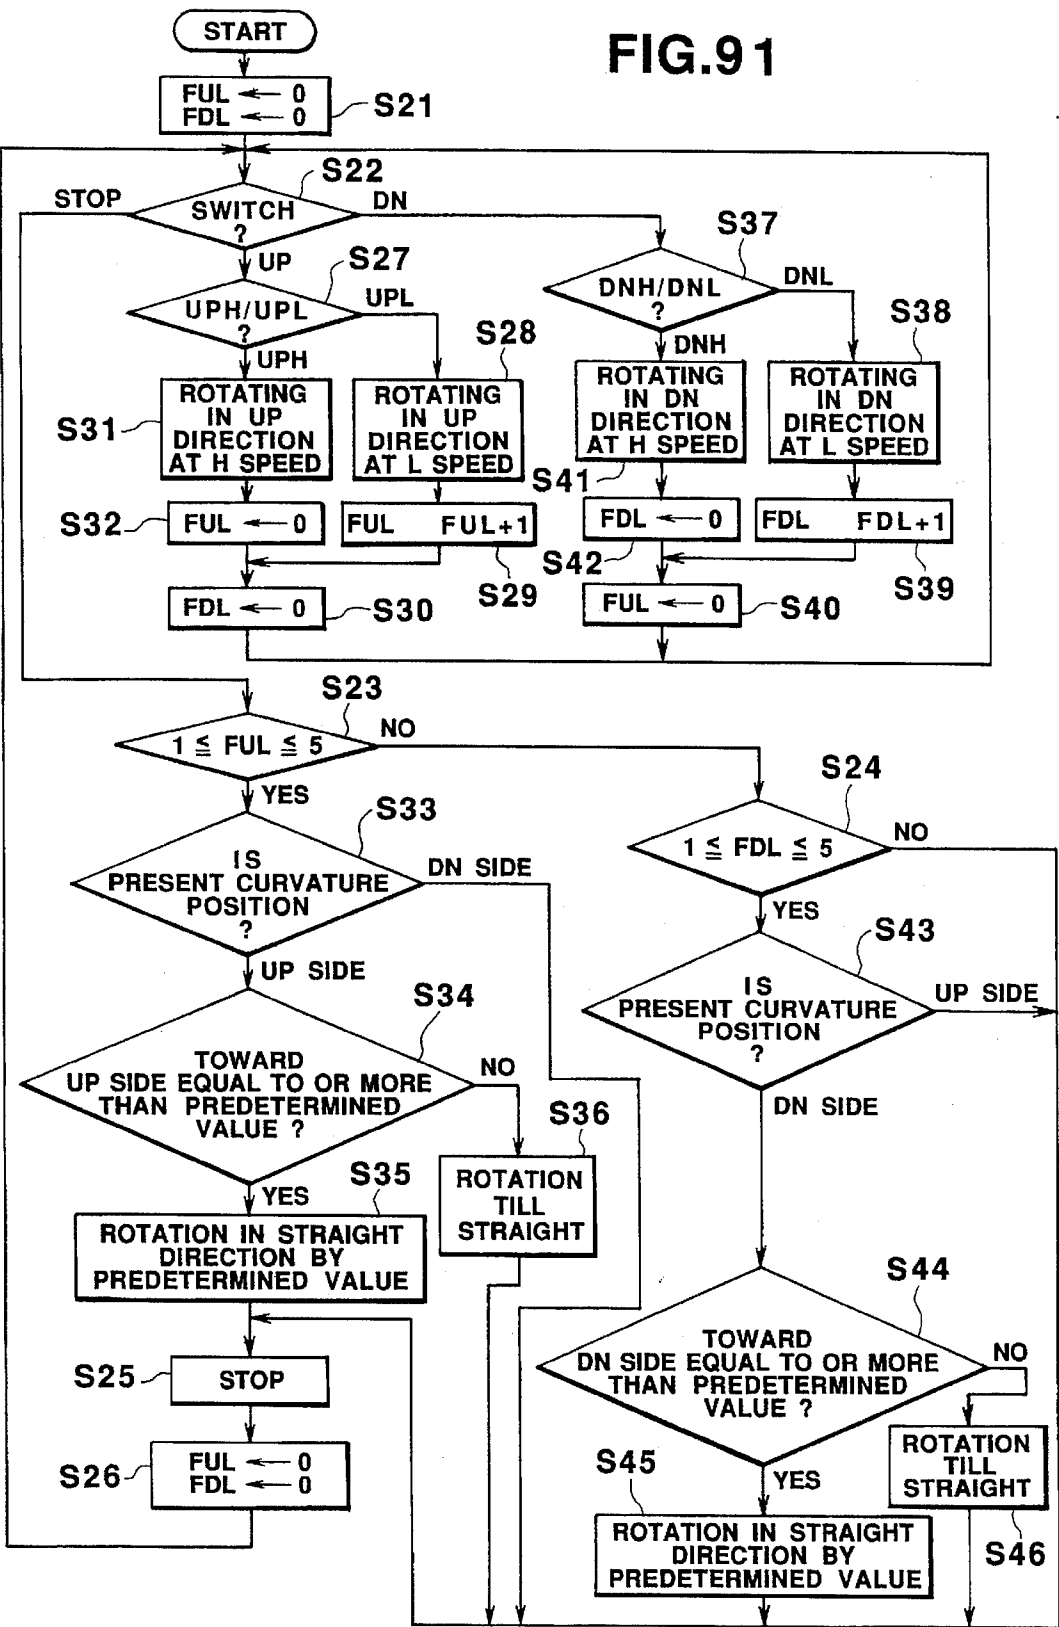 START
FIG.91
FUL ← 0
FDL ← 0
S21
S22
STOP
SWITCH
?
DN
UP
S27
S37
UPH/UPL
?
UPL
DNH/DNL
?
DNL
UPH
S28
DNH
S38
S31
ROTATING
IN UP
DIRECTION
AT H SPEED
ROTATING
IN UP
DIRECTION
AT L SPEED
ROTATING
IN DN
DIRECTION
AT H SPEED
ROTATING
IN DN
DIRECTION
AT L SPEED
S41
S32
FUL ← 0
FUL FUL+1
FDL ← 0
FDL FDL+1
S42
S29
S39
FDL ← 0
S30
FUL ← 0
S40
S23
1 ≦ FUL ≦ 5
NO
YES
S24
1 ≦ FDL ≦ 5
NO
YES
S33
IS
PRESENT CURVATURE
POSITION
?
DN SIDE
UP SIDE
S43
IS
PRESENT CURVATURE
POSITION
?
UP SIDE
DN SIDE
S34
TOWARD
UP SIDE EQUAL TO OR MORE
THAN PREDETERMINED
VALUE ?
NO
YES
S36
ROTATION
TILL
STRAIGHT
S35
ROTATION IN STRAIGHT
DIRECTION BY
PREDETERMINED VALUE
S44
TOWARD
DN SIDE EQUAL TO OR MORE
THAN PREDETERMINED
VALUE ?
NO
YES
S25
STOP
S26
FUL ← 0
FDL ← 0
S45
ROTATION IN STRAIGHT
DIRECTION BY
PREDETERMINED VALUE
ROTATION
TILL
STRAIGHT
S46